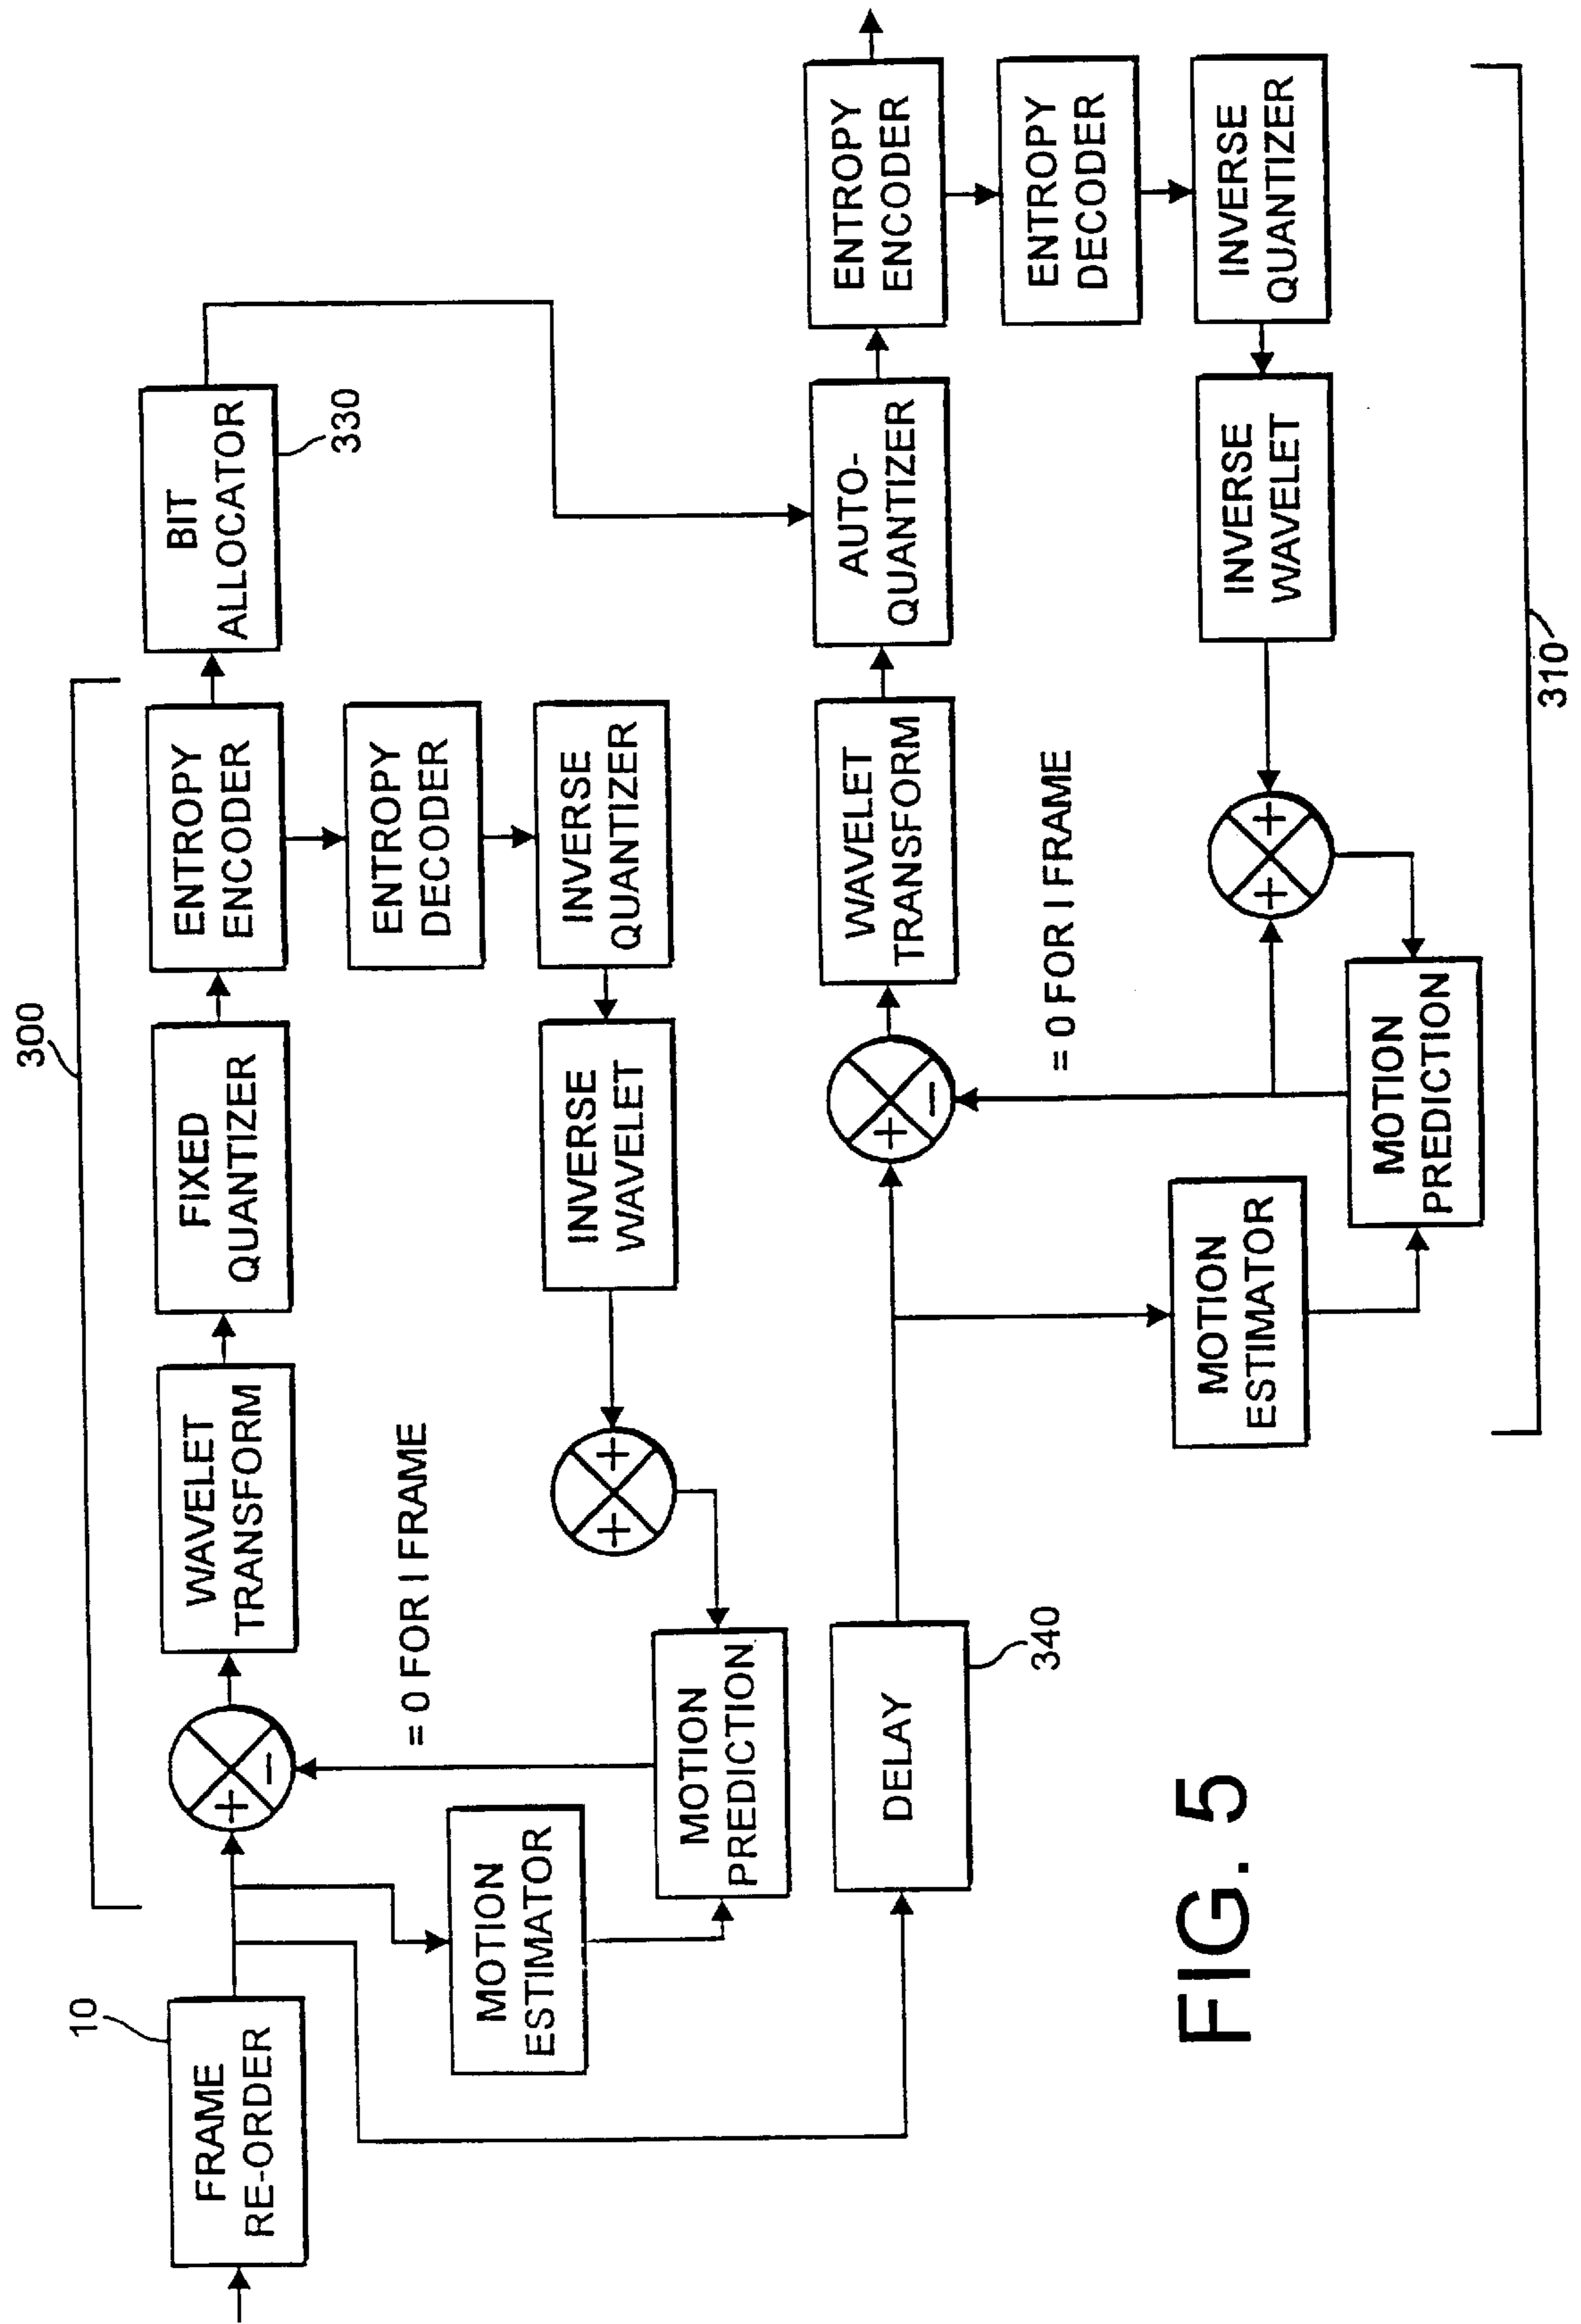 300
10
FRAME
RE-ORDER
+
−
WAVELET
TRANSFORM
FIXED
QUANTIZER
ENTROPY
ENCODER
BIT
ALLOCATOR
330
= 0 FOR I FRAME
ENTROPY
DECODER
MOTION
ESTIMATOR
MOTION
PREDICTION
+
+
INVERSE
WAVELET
INVERSE
QUANTIZER
DELAY
340
+
−
WAVELET
TRANSFORM
AUTO-
QUANTIZER
ENTROPY
ENCODER
= 0 FOR I FRAME
ENTROPY
DECODER
MOTION
ESTIMATOR
MOTION
PREDICTION
+
+
INVERSE
WAVELET
INVERSE
QUANTIZER
310
FIG. 5